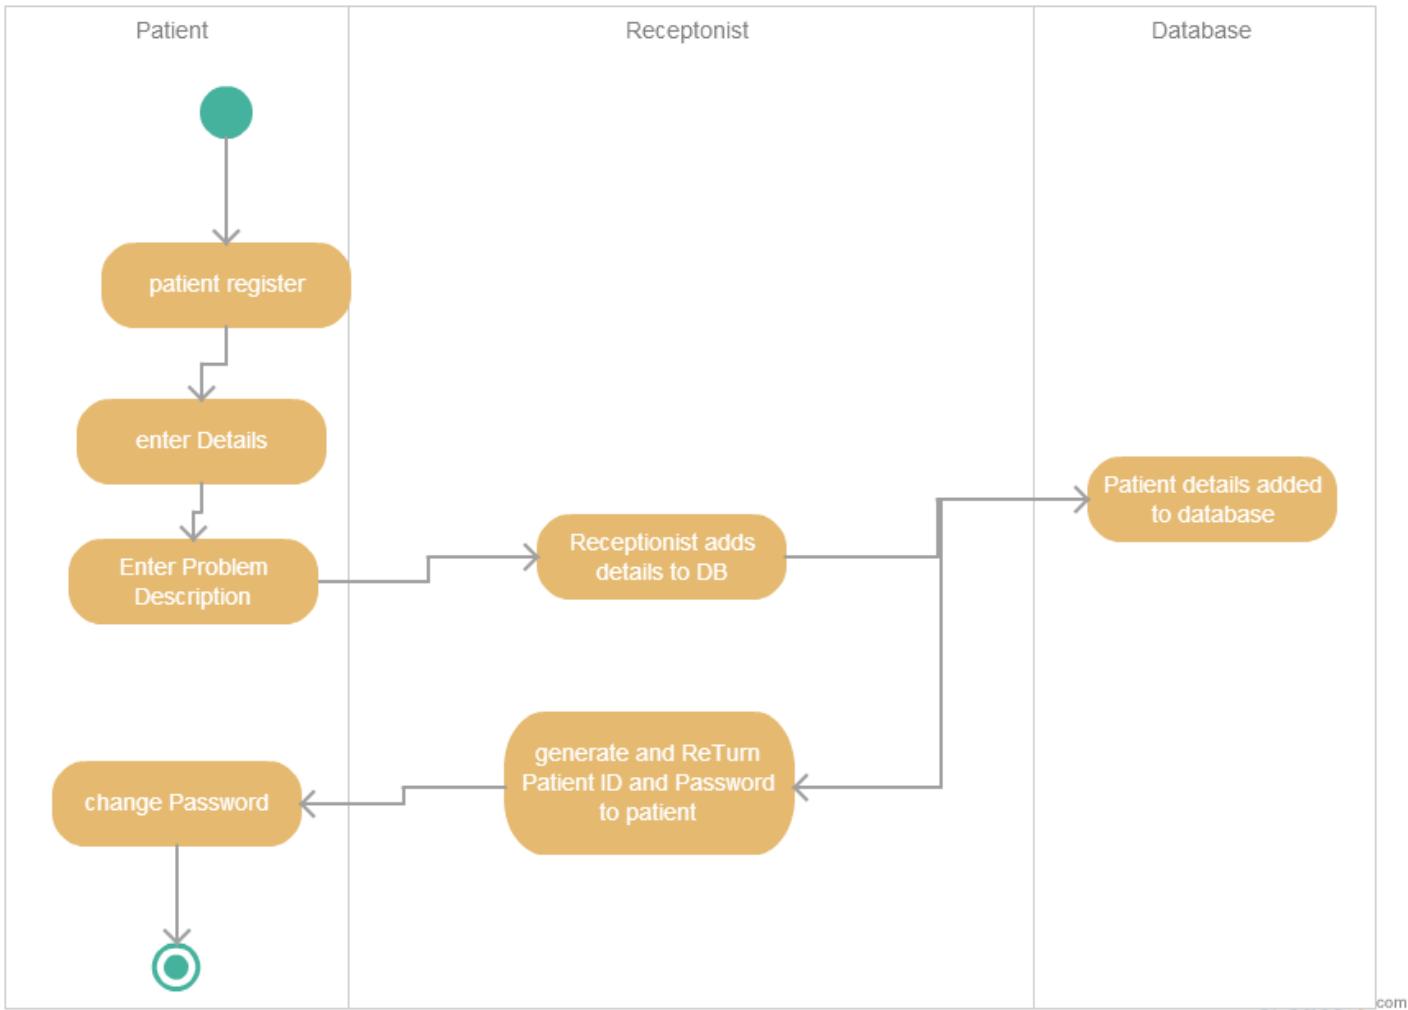 Patient
Receptonist
Database
patient register
enter Details
Enter Problem
Description
Receptionist adds
details to DB
Patient details added
to database
generate and ReTurn
Patient ID and Password
to patient
change Password
com